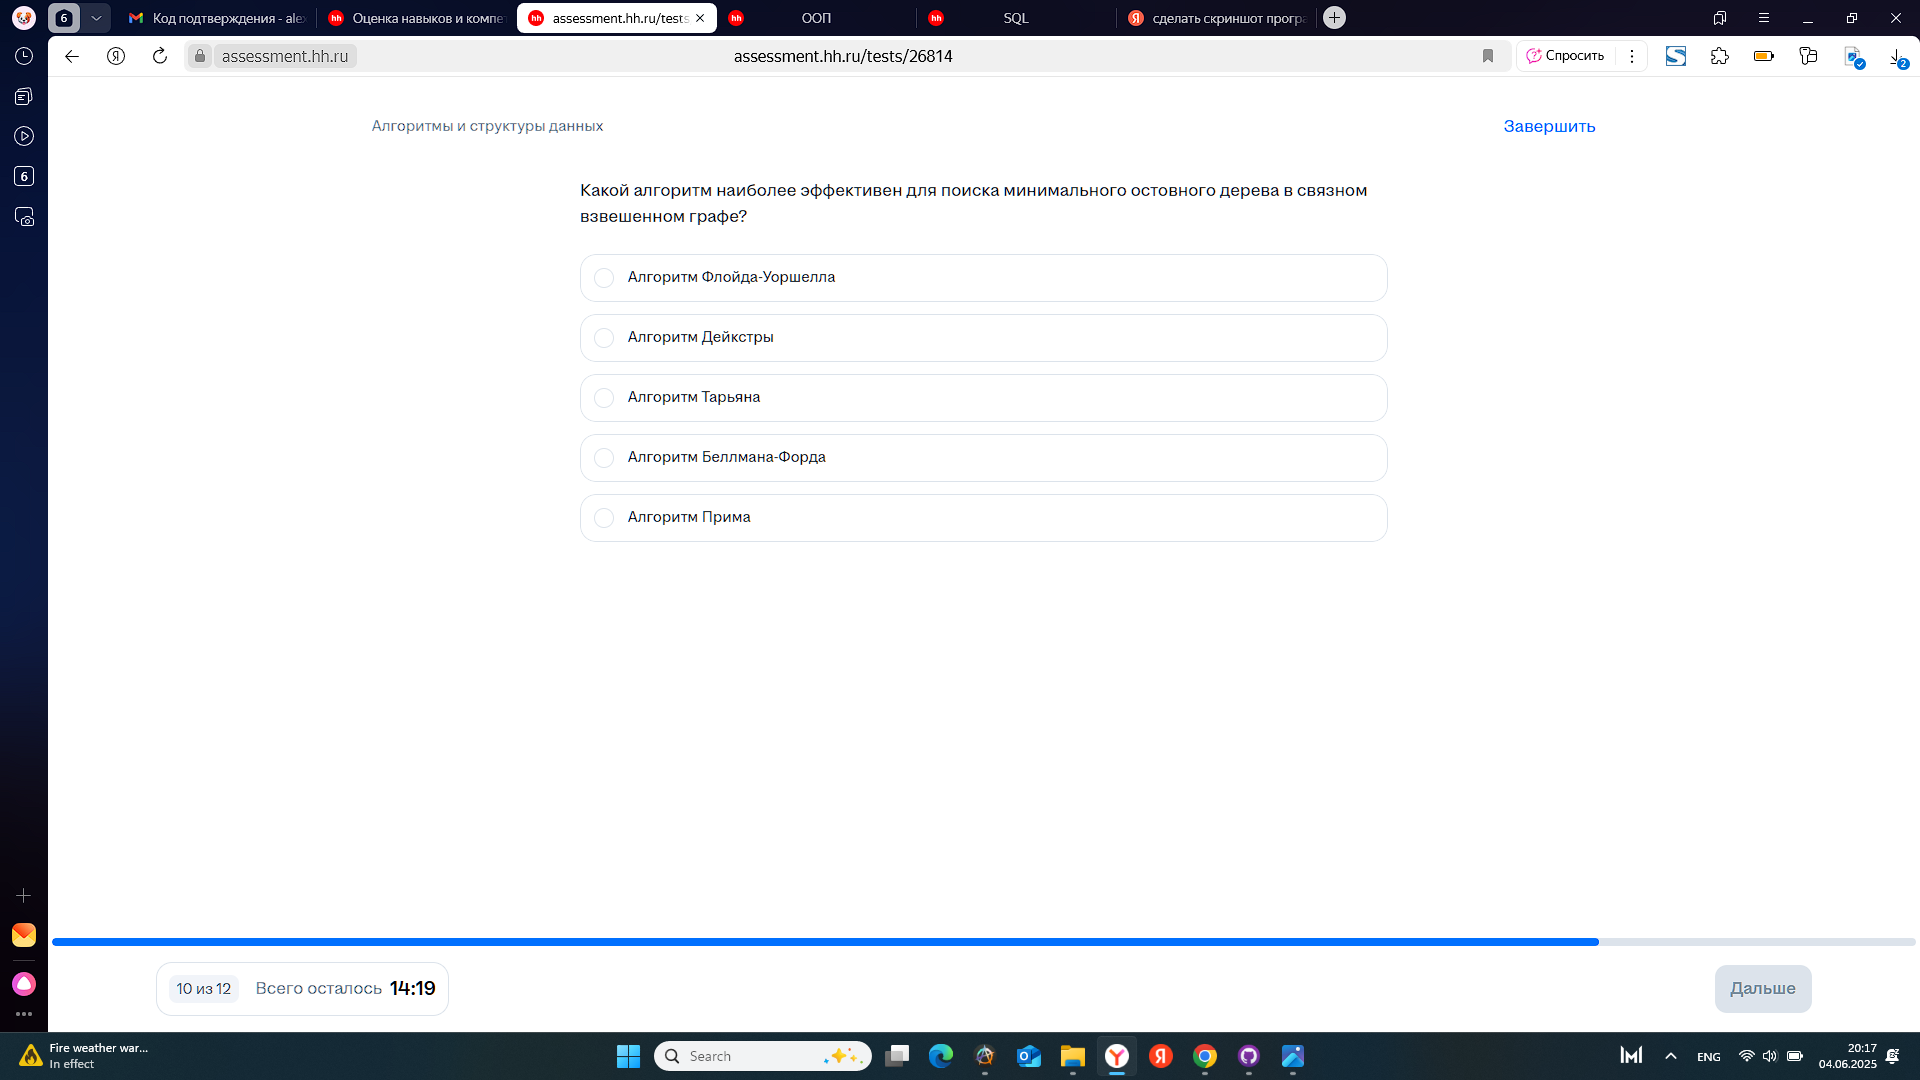 6
Код подтверждения - ale
Оценка навыков и компе
assessment.hh.ru/tests
ООП
SQL
сделать скриншот прогр
assessment.hh.ru
assessment.hh.ru/tests/26814
Спросить
2
6
Алгоритмы и структуры данных
Завершить
Какой алгоритм наиболее эффективен для поиска минимального остовного дерева в связном
взвешенном графе?
Алгоритм Флойда-Уоршелла
Алгоритм Дейкстры
Алгоритм Тарьяна
Алгоритм Беллмана-Форда
Алгоритм Прима
10 из 12
Всего осталось 14:19
Дальше
Fire weather war...
In effect
Search
ENG
20:17
04.06.2025